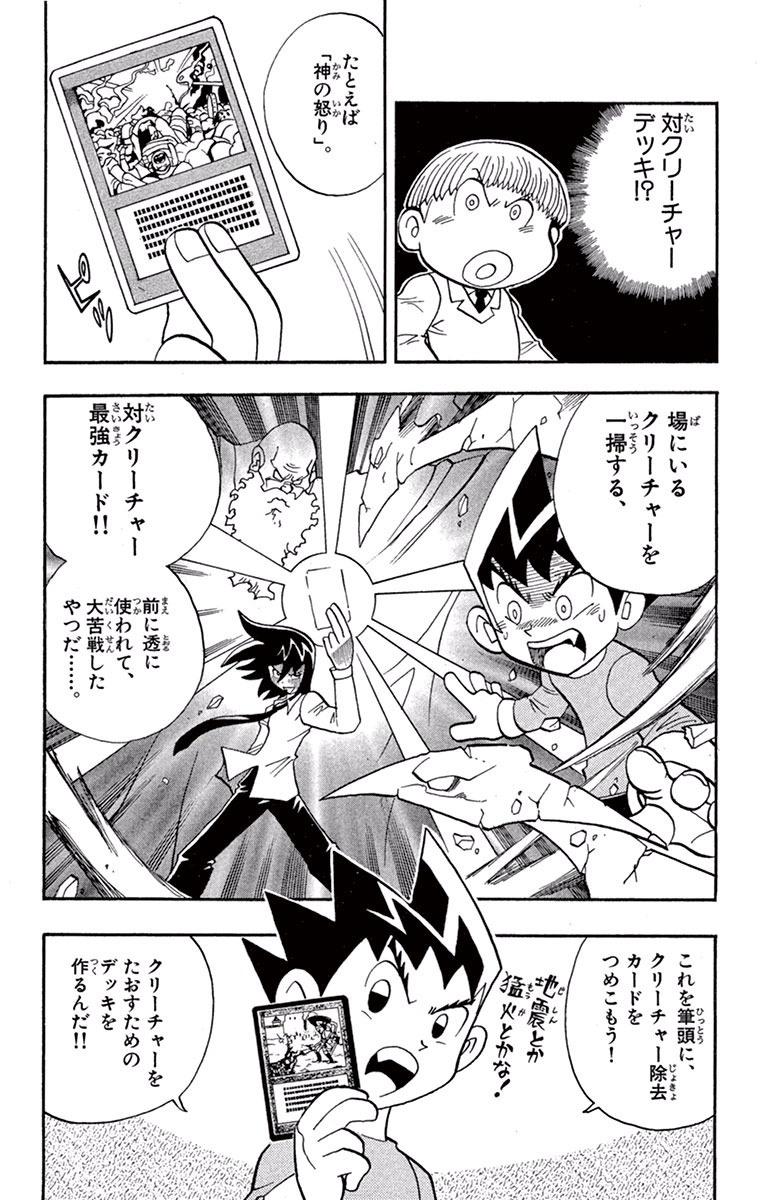 対クリーチャー
デッキ!?
たとえば
「神の怒り」。
ピッ
場にいる
クリーチャーを
一掃する、
対クリーチャー
最強カード!!
前に透に
使われて、
大苦戦した
やつだ……。
これを筆頭に、
クリーチャー除去
カードを
つめこもう!
地震とか
猛火とかな!
クリーチャーを
たおすための
デッキを
作るんだ!!